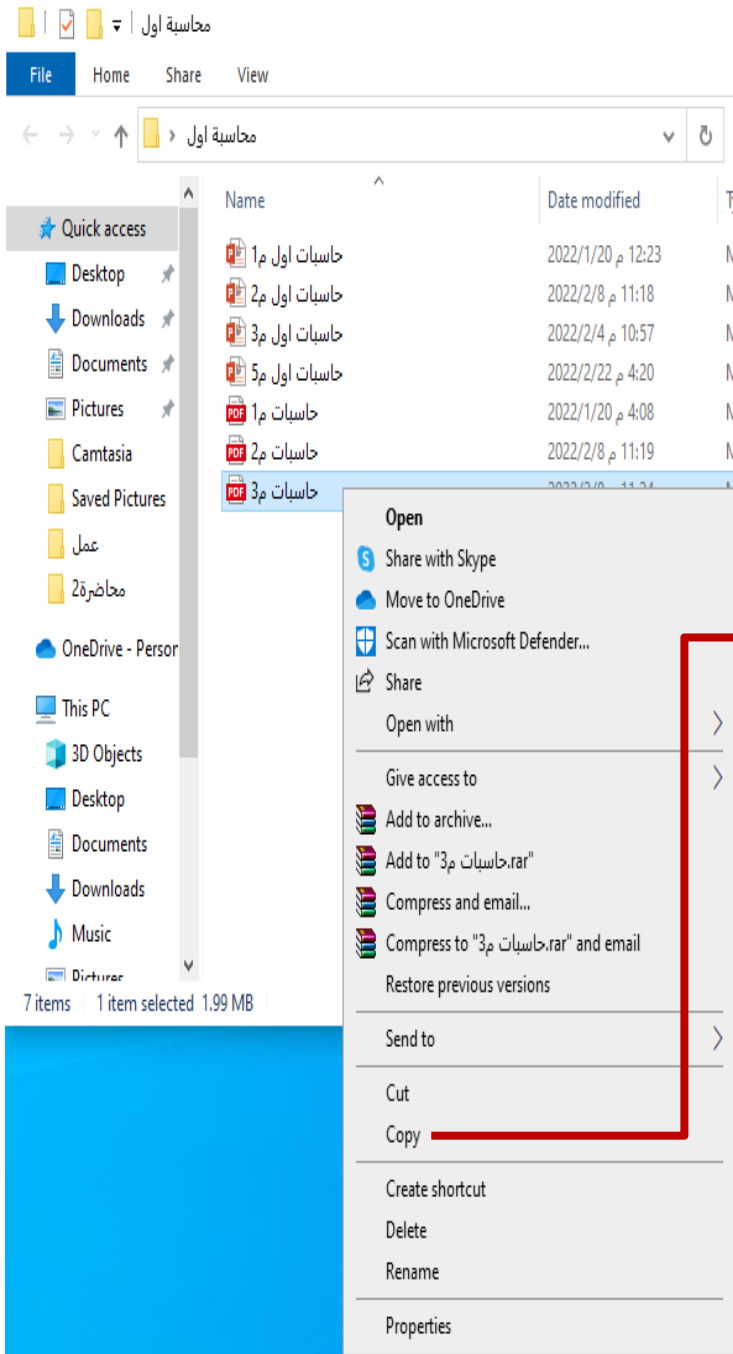 محاسبة اول
File Home Share View
محاسبة اول
Name Date modified
Quick access
Desktop
Downloads
Documents
Pictures
Camtasia
Saved Pictures
عمل
محاضرة2
OneDrive - Person
This PC
3D Objects
Desktop
Documents
Downloads
Music
Pictures
حاسبات اول م1 2022/1/20 م 12:23
حاسبات اول م2 2022/2/8 م 11:18
حاسبات اول م3 2022/2/4 م 10:57
حاسبات اول م5 2022/2/22 م 4:20
حاسبات م1 2022/1/20 م 4:08
حاسبات م2 2022/2/8 م 11:19
حاسبات م3
7 items 1 item selected 1.99 MB
Open
Share with Skype
Move to OneDrive
Scan with Microsoft Defender...
Share
Open with
Give access to
Add to archive...
Add to "حاسبات م3.rar"
Compress and email...
Compress to "حاسبات م3.rar" and email
Restore previous versions
Send to
Cut
Copy
Create shortcut
Delete
Rename
Properties